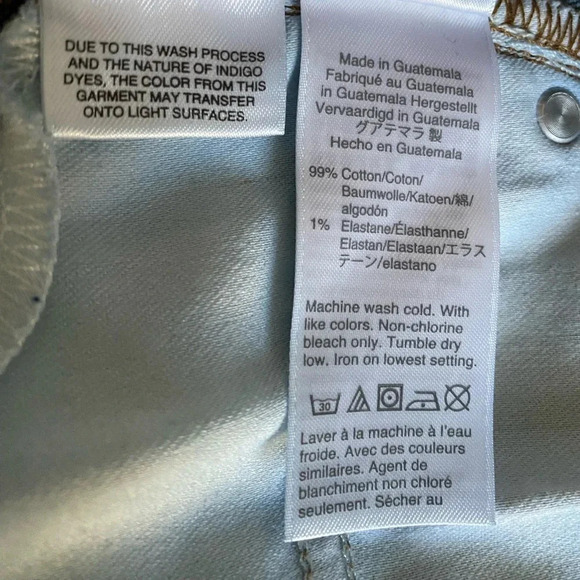 DUE TO THIS WASH PROCESS
AND THE NATURE OF INDIGO
DYES, THE COLOR FROM THIS
GARMENT MAY TRANSFER
ONTO LIGHT SURFACES.
Made in Guatemala
Fabriqué au Guatemala
in Guatemala Hergestellt
Vervaardigd in Guatemala
グアテマラ 製
Hecho en Guatemala
99% Cotton/Coton/
Baumwolle/Katoen/綿/
algodón
1% Elastane/Élasthanne/
Elastan/Elastaan/エラス
テーン/elastano
Machine wash cold. With
like colors. Non-chlorine
bleach only. Tumble dry
low. Iron on lowest setting.
30
Laver à la machine à l'eau
froide. Avec des couleurs
similaires. Agent de
blanchiment non chloré
seulement. Sécher au